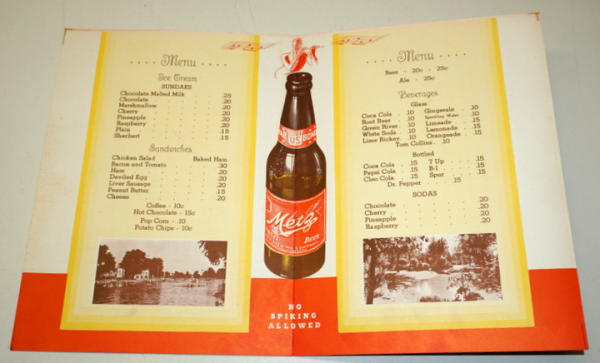 Menu
Ice Cream
SUNDAES
Chocolate Malted Milk .25
Chocolate .20
Marshmallow .20
Cherry .20
Pineapple .20
Raspberry .20
Plain .15
Sherbert .15
Sandwiches
Chicken Salad Baked Ham
Bacon and Tomato .30
Ham .20
Deviled Egg .20
Liver Sausage .20
Peanut Butter .15
Cheese .20
Coffee - 10c
Hot Chocolate - 15c
Pop Corn - .10
Potato Chips - 10c
Metz
BEER
BREWING COMPANY
NO
SPIKING
ALLOWED
Menu
Beer - 20c - 25c
Ale - 25c
Beverages
Glass
Coca Cola .10 Gingerale .10
Root Beer .10 Sparkling Water .10
Green River .10 Limeade .15
White Soda .10 Lemonade .15
Lime Rickey .10 Orangeade .15
Tom Collins .10
Bottled
Coca Cola .15 7 Up .15
Pepsi Cola .15 B-1 .15
Cleo Cola .15 Spur .15
Dr. Pepper .15
SODAS
Chocolate .20
Cherry .20
Pineapple .20
Raspberry .20